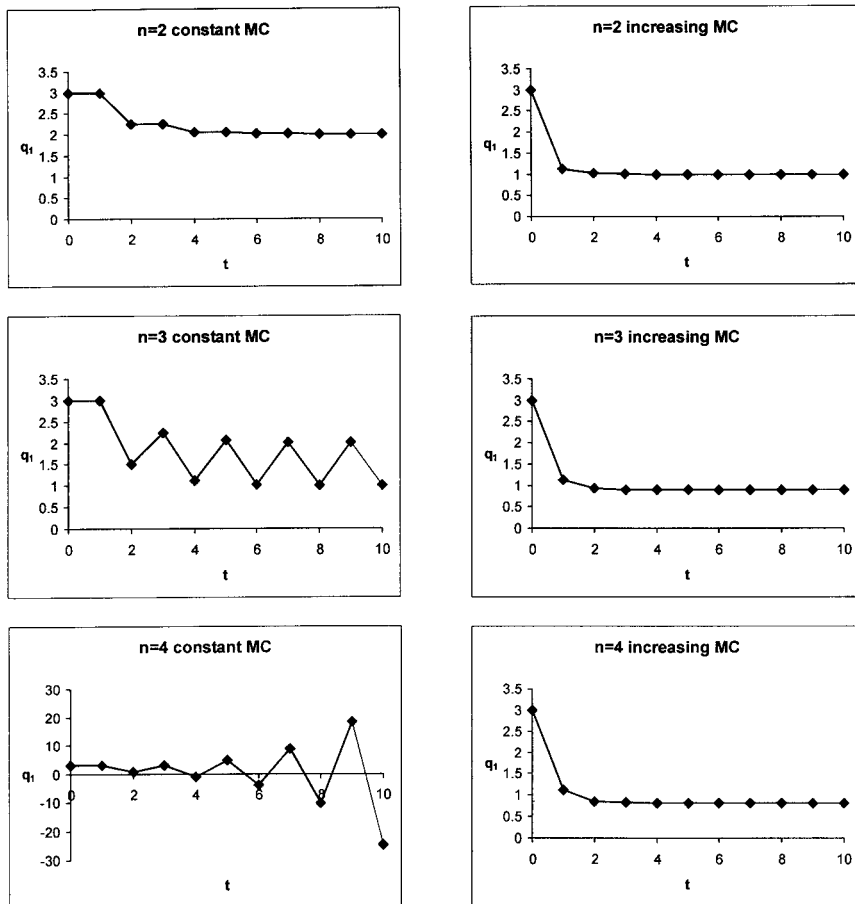 n=2 constant MC
3.5
3
2.5
2
q₁ 1.5
1
0.5
0
0 2 4 6 8 10
t
n=2 increasing MC
3.5
3
2.5
2
q₁ 1.5
1
0.5
0
0 2 4 6 8 10
t
n=3 constant MC
3.5
3
2.5
2
q₁ 1.5
1
0.5
0
0 2 4 6 8 10
t
n=3 increasing MC
3.5
3
2.5
2
q₁ 1.5
1
0.5
0
0 2 4 6 8 10
t
n=4 constant MC
30
20
10
q₁ 0
0 2 4 6 8 10
-10
-20
-30
t
n=4 increasing MC
3.5
3
2.5
2
q₁ 1.5
1
0.5
0
0 2 4 6 8 10
t